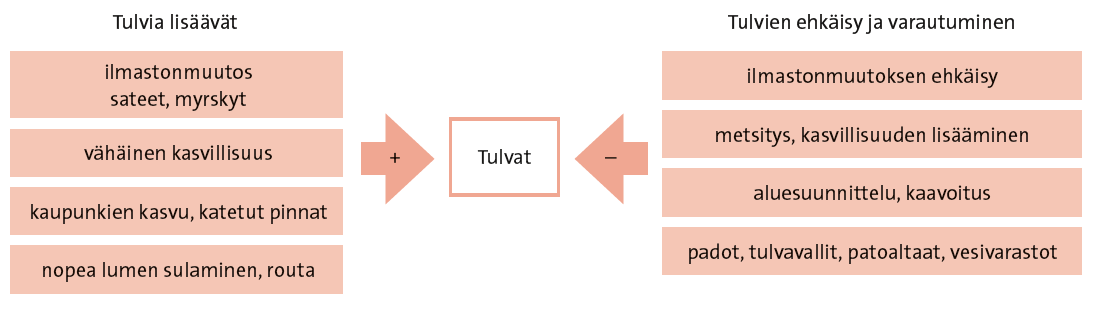 Tulvia lisäävät
ilmastonmuutos
sateet, myrskyt
vähäinen kasvillisuus
kaupunkien kasvu, katetut pinnat
nopea lumen sulaminen, routa
+
Tulvat
–
Tulvien ehkäisy ja varautuminen
ilmastonmuutoksen ehkäisy
metsitys, kasvillisuuden lisääminen
aluesuunnittelu, kaavoitus
padot, tulvavallit, patoaltaat, vesivarastot